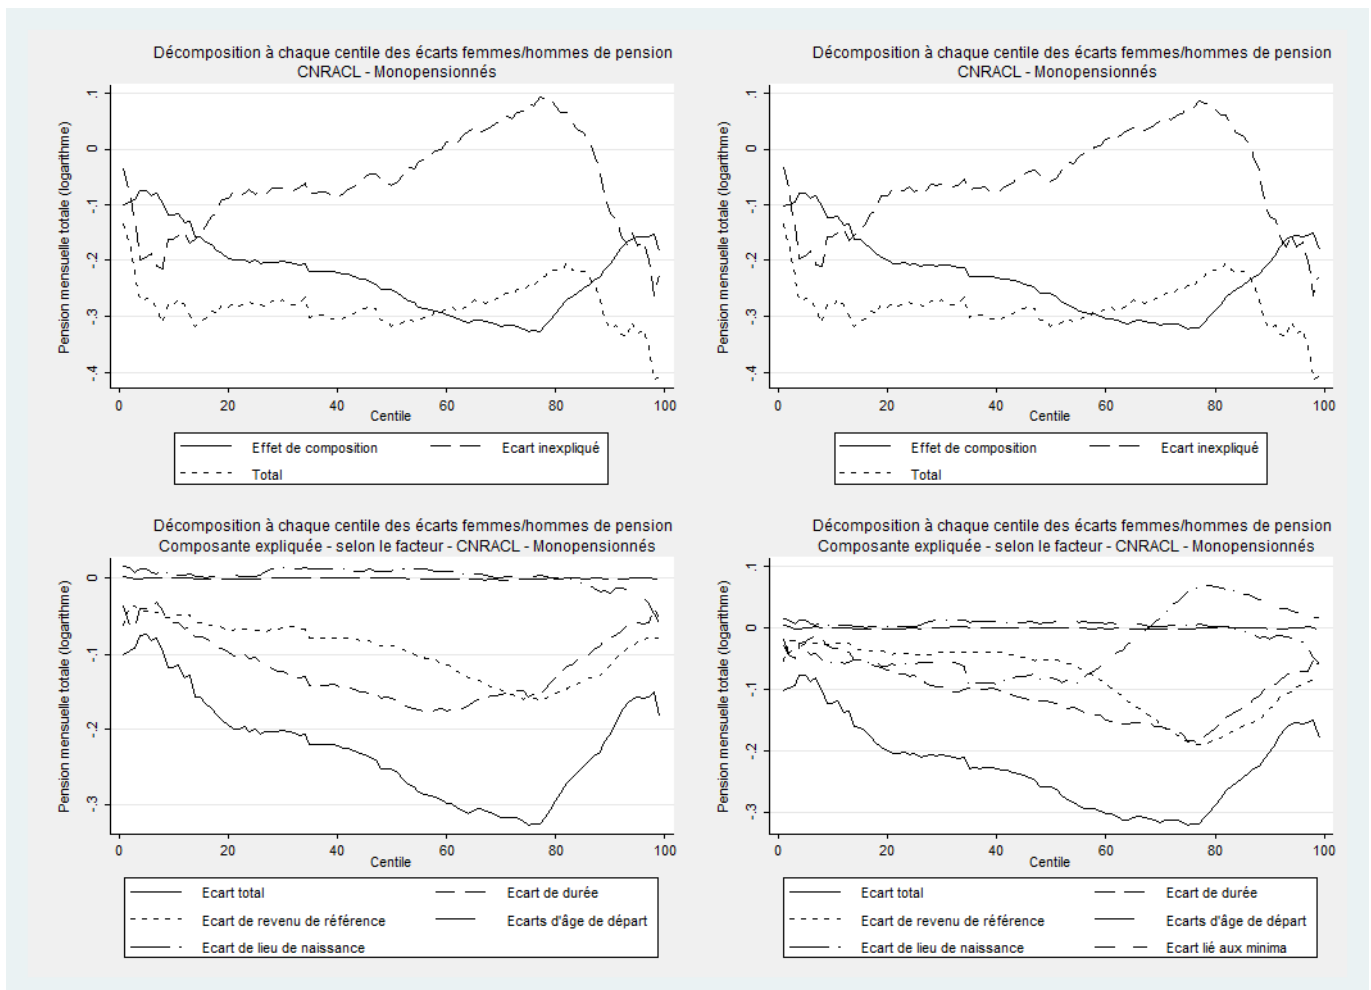 Décomposition à chaque centile des écarts femmes/hommes de pension
CNRACL - Monopensionnés
Pension mensuelle totale (logarithme)
.1
0
-.1
-.2
-.3
-.4
0 20 40 60 80 100
Centile
Effet de composition Ecart inexpliqué
Total
Décomposition à chaque centile des écarts femmes/hommes de pension
CNRACL - Monopensionnés
Pension mensuelle totale (logarithme)
.1
0
-.1
-.2
-.3
-.4
0 20 40 60 80 100
Centile
Effet de composition Ecart inexpliqué
Total
Décomposition à chaque centile des écarts femmes/hommes de pension
Composante expliquée - selon le facteur - CNRACL - Monopensionnés
Pension mensuelle totale (logarithme)
0
-.1
-.2
-.3
0 20 40 60 80 100
Centile
Ecart total Ecart de durée
Ecart de revenu de référence Ecarts d'âge de départ
Ecart de lieu de naissance
Décomposition à chaque centile des écarts femmes/hommes de pension
Composante expliquée - selon le facteur - CNRACL - Monopensionnés
Pension mensuelle totale (logarithme)
.1
0
-.1
-.2
-.3
0 20 40 60 80 100
Centile
Ecart total Ecart de durée
Ecart de revenu de référence Ecarts d'âge de départ
Ecart de lieu de naissance Ecart lié aux minima